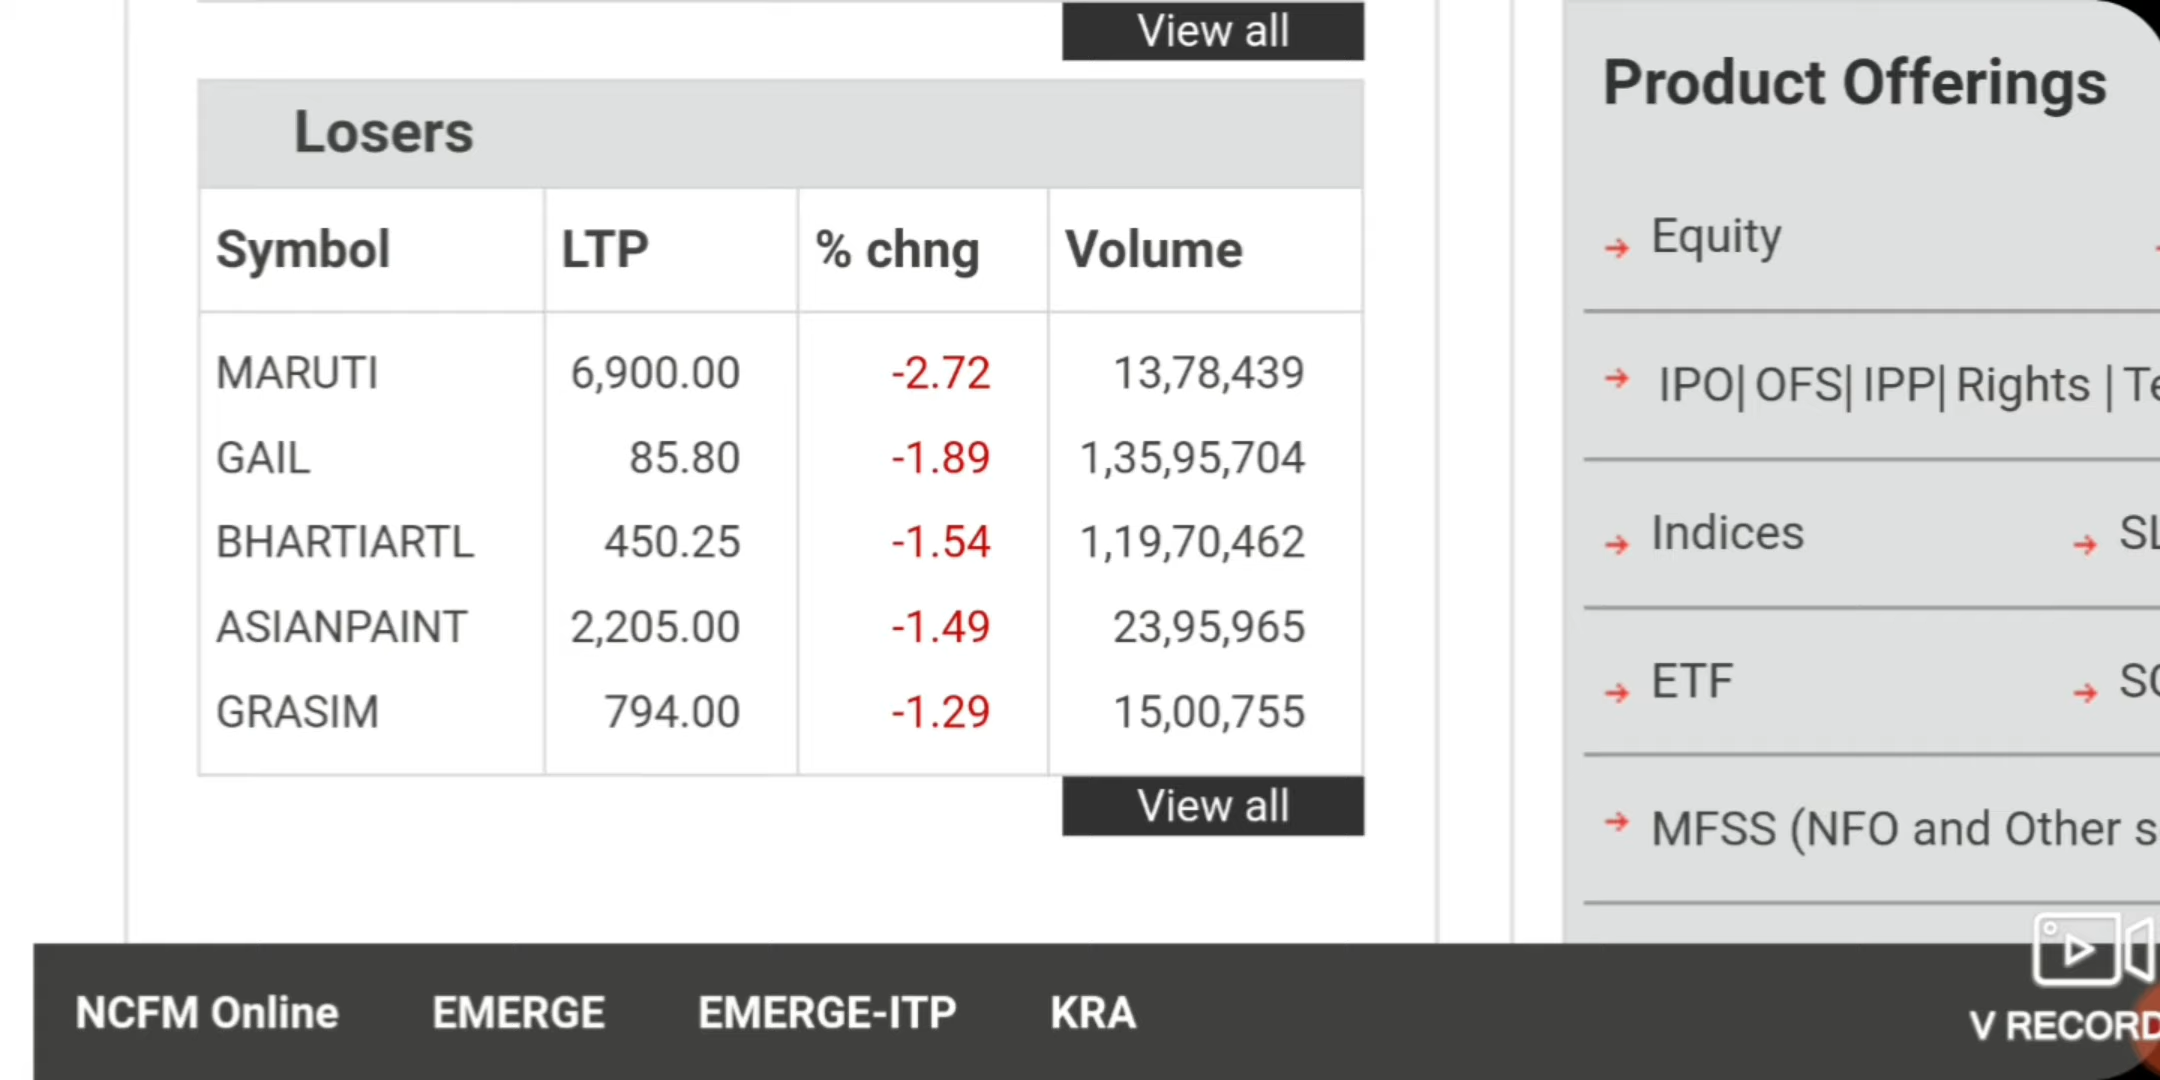 View all
Losers
Symbol LTP % chng Volume
MARUTI 6,900.00 -2.72 13,78,439
GAIL 85.80 -1.89 1,35,95,704
BHARTIARTL 450.25 -1.54 1,19,70,462
ASIANPAINT 2,205.00 -1.49 23,95,965
GRASIM 794.00 -1.29 15,00,755
View all
Product Offerings
Equity
IPO| OFS| IPP| Rights |
Indices
ETF
MFSS (NFO and Other
NCFM Online EMERGE EMERGE-ITP KRA
V RECORD